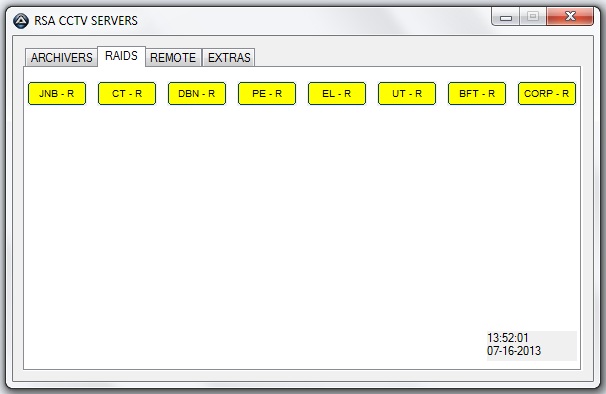 RSA CCTV SERVERS
ARCHIVERS RAIDS REMOTE EXTRAS
JNB - R CT - R DBN - R PE - R EL - R UT - R BFT - R CORP - R
13:52:01
07-16-2013